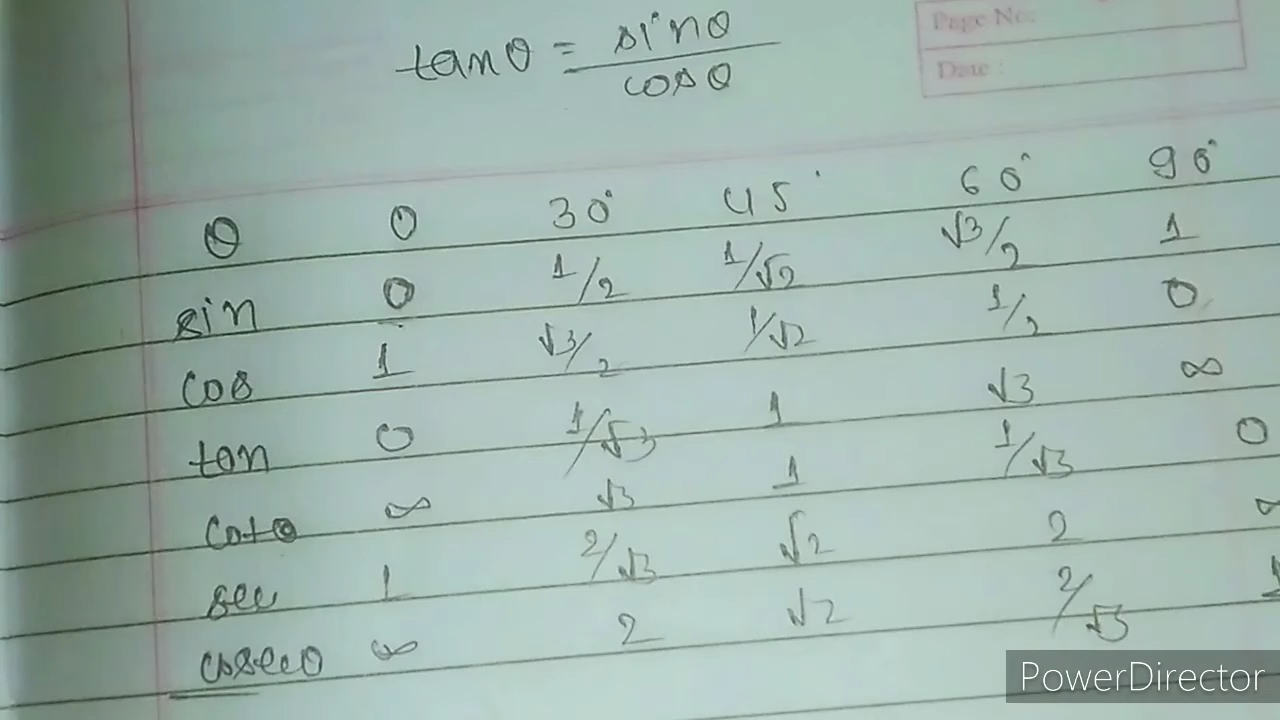 Page No.
Date :
tanθ = sinθ / cosθ
θ 0 30° 45° 60° 90°
sin 0 1/2 1/√2 √3/2 1
cos 1 √3/2 1/√2 1/2 0
tan 0 1/√3 1 √3 ∞
cotθ ∞ √3 1 1/√3 0
sec 1 2/√3 √2 2 ∞
cosecθ ∞ 2 √2 2/√3 1
PowerDirector